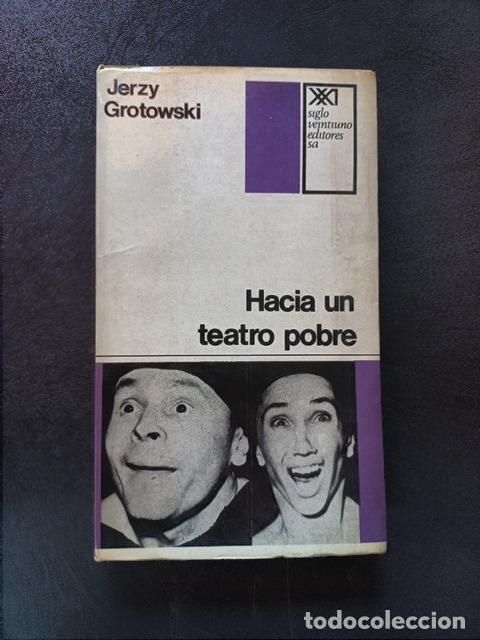 Jerzy
Grotowski
XXI
siglo
veintiuno
editores
sa
Hacia un
teatro pobre
todocoleccion